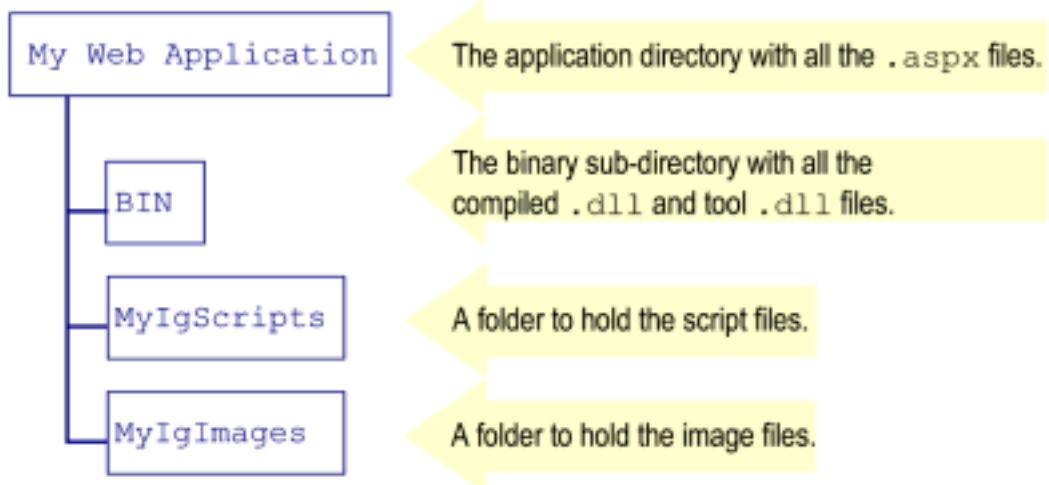 My Web Application
The application directory with all the .aspx files.
BIN
The binary sub-directory with all the
compiled .dll and tool .dll files.
MyIgScripts
A folder to hold the script files.
MyIgImages
A folder to hold the image files.